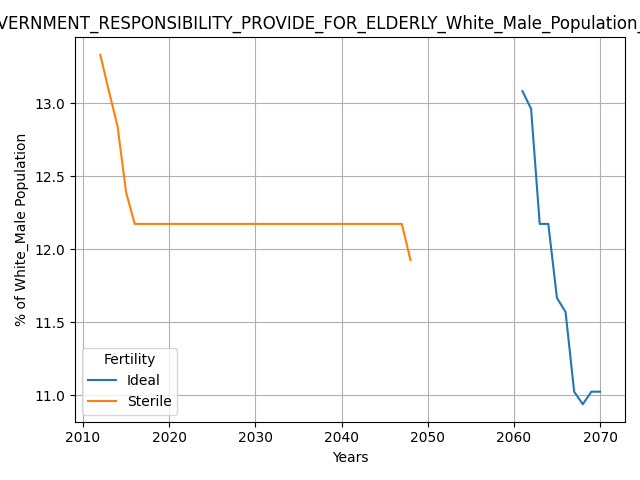 VERNMENT_RESPONSIBILITY_PROVIDE_FOR_ELDERLY_White_Male_Population_
13.0
12.5
12.0
11.5
11.0
% of White_Male Population
Fertility
Ideal
Sterile
2010 2020 2030 2040 2050 2060 2070
Years